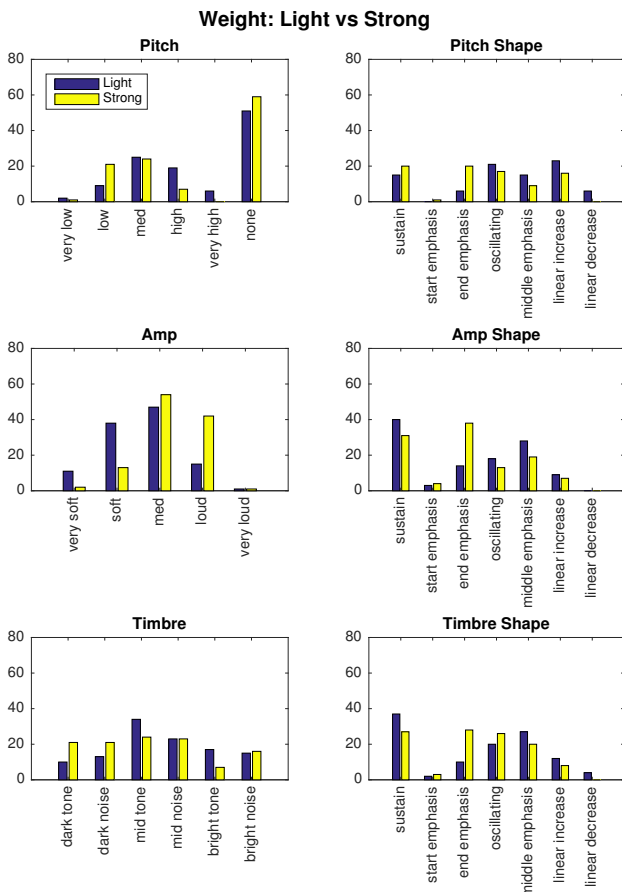 Weight: Light vs Strong
Pitch
80
60
40
20
0
Light
Strong
very low
low
med
high
very high
none
Pitch Shape
80
60
40
20
0
sustain
start emphasis
end emphasis
oscillating
middle emphasis
linear increase
linear decrease
Amp
80
60
40
20
0
very soft
soft
med
loud
very loud
Amp Shape
80
60
40
20
0
sustain
start emphasis
end emphasis
oscillating
middle emphasis
linear increase
linear decrease
Timbre
80
60
40
20
0
dark tone
dark noise
mid tone
mid noise
bright tone
bright noise
Timbre Shape
80
60
40
20
0
sustain
start emphasis
end emphasis
oscillating
middle emphasis
linear increase
linear decrease